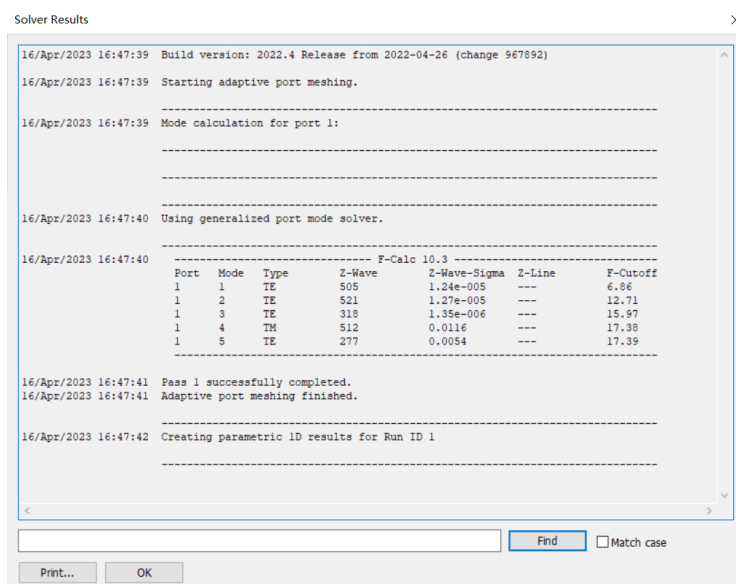 Solver Results
16/Apr/2023 16:47:39 Build version: 2022.4 Release from 2022-04-26 (change 967892)
16/Apr/2023 16:47:39 Starting adaptive port meshing.
--------------------------------------------------------------------------------
16/Apr/2023 16:47:39 Mode calculation for port 1:
--------------------------------------------------------------------------------
--------------------------------------------------------------------------------
--------------------------------------------------------------------------------
16/Apr/2023 16:47:40 Using generalized port mode solver.
--------------------------------------------------------------------------------
16/Apr/2023 16:47:40 -------------------------------- F-Calc 10.3 ---------------------------------
Port Mode Type Z-Wave Z-Wave-Sigma Z-Line F-Cutoff
1 1 TE 505 1.24e-005 --- 6.86
1 2 TE 521 1.27e-005 --- 12.71
1 3 TE 318 1.35e-006 --- 15.97
1 4 TM 512 0.0116 --- 17.38
1 5 TE 277 0.0054 --- 17.39
------------------------------------------------------------------------------
16/Apr/2023 16:47:41 Pass 1 successfully completed.
16/Apr/2023 16:47:41 Adaptive port meshing finished.
--------------------------------------------------------------------------------
16/Apr/2023 16:47:42 Creating parametric 1D results for Run ID 1
--------------------------------------------------------------------------------
Find Match case
Print... OK